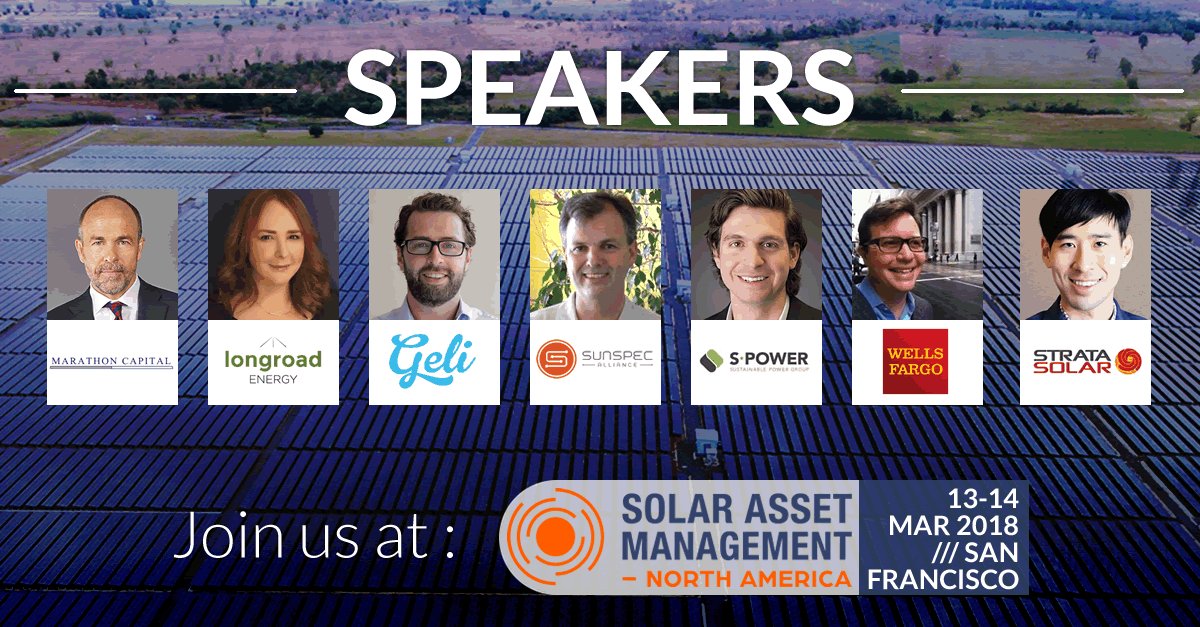 SPEAKERS
MARATHON CAPITAL
longroad
ENERGY
Geli
SUNSPEC
ALLIANCE
S·POWER
SUSTAINABLE POWER GROUP
WELLS
FARGO
STRATA
SOLAR
Join us at :
SOLAR ASSET
MANAGEMENT
– NORTH AMERICA
13-14
MAR 2018
/// SAN
FRANCISCO